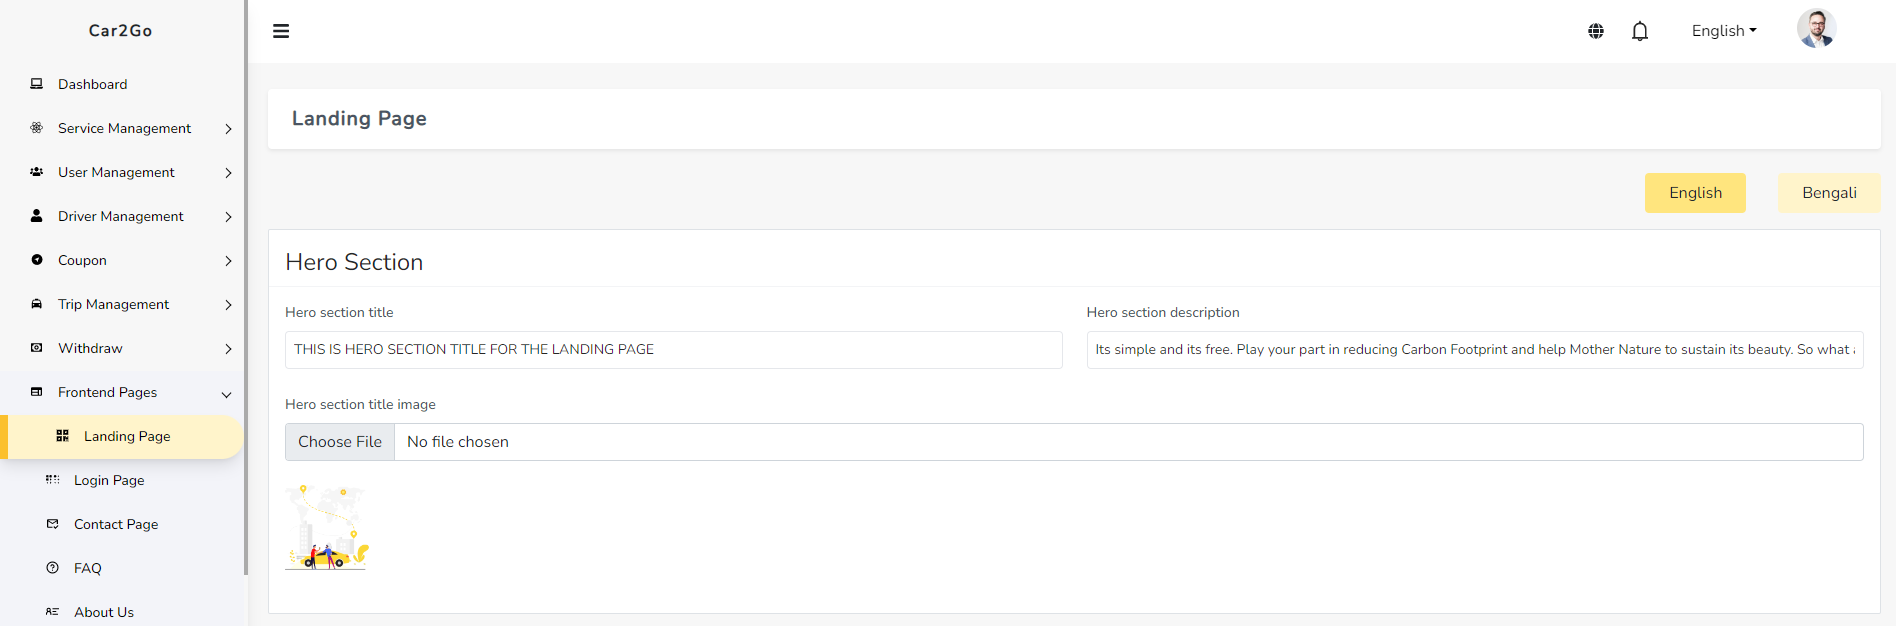 Car2Go
English
Dashboard
Service Management
User Management
Driver Management
Coupon
Trip Management
Withdraw
Frontend Pages
Landing Page
Login Page
Contact Page
FAQ
About Us
Landing Page
English
Bengali
Hero Section
Hero section title
THIS IS HERO SECTION TITLE FOR THE LANDING PAGE
Hero section description
Its simple and its free. Play your part in reducing Carbon Footprint and help Mother Nature to sustain its beauty. So what
Hero section title image
Choose File No file chosen